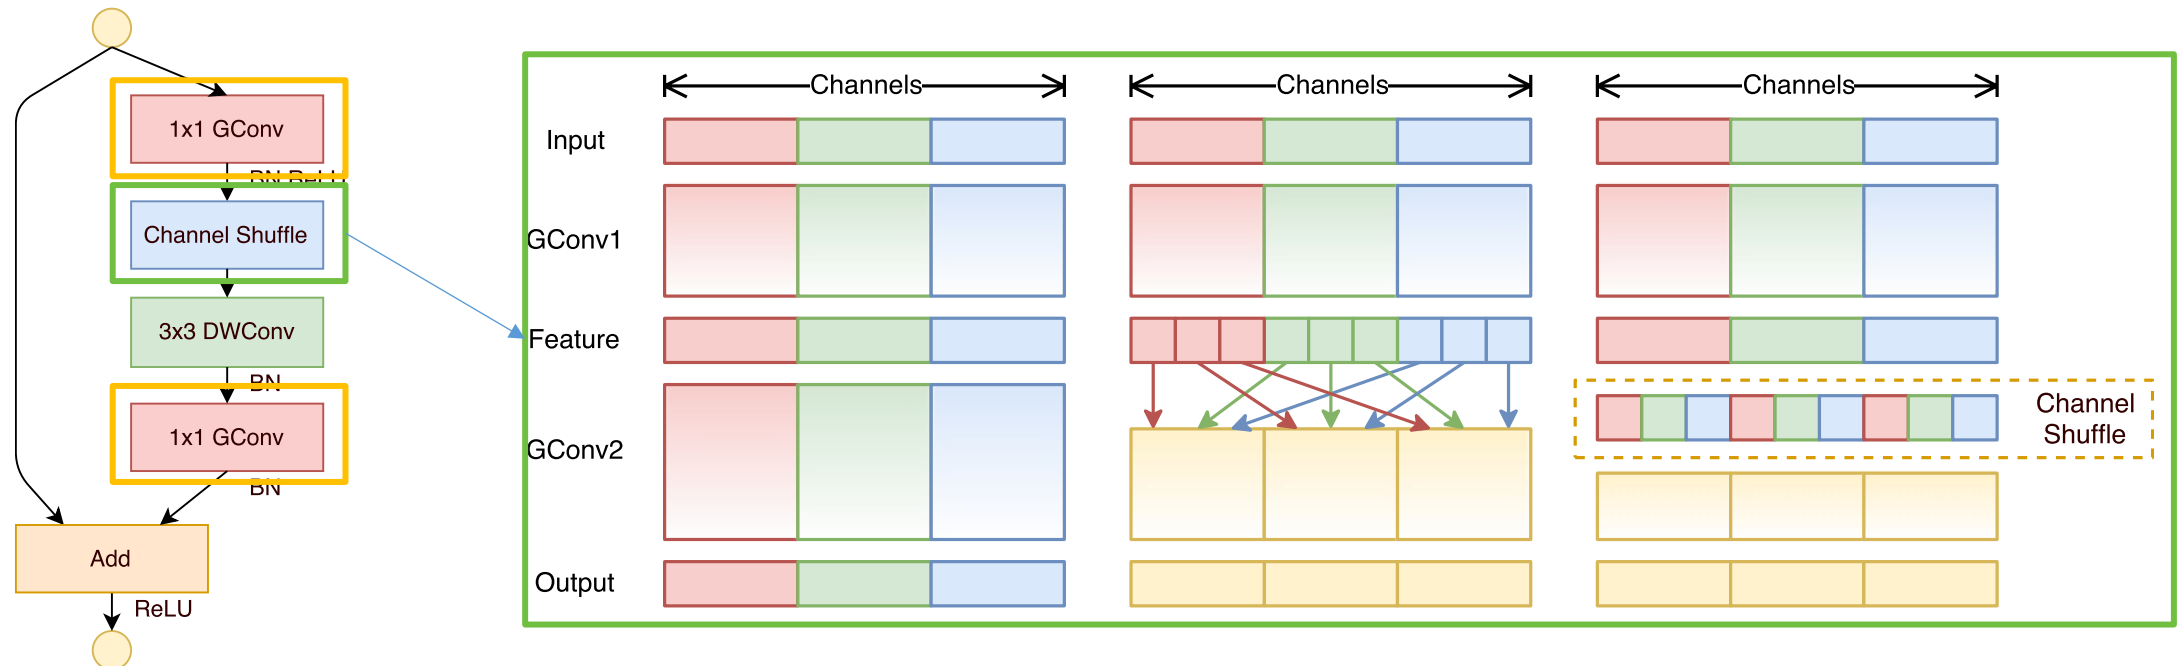 1x1 GConv
BN ReLU
Channel Shuffle
3x3 DWConv
BN
1x1 GConv
BN
Add
ReLU
Channels
Channels
Channels
Input
GConv1
Feature
GConv2
Output
Channel
Shuffle